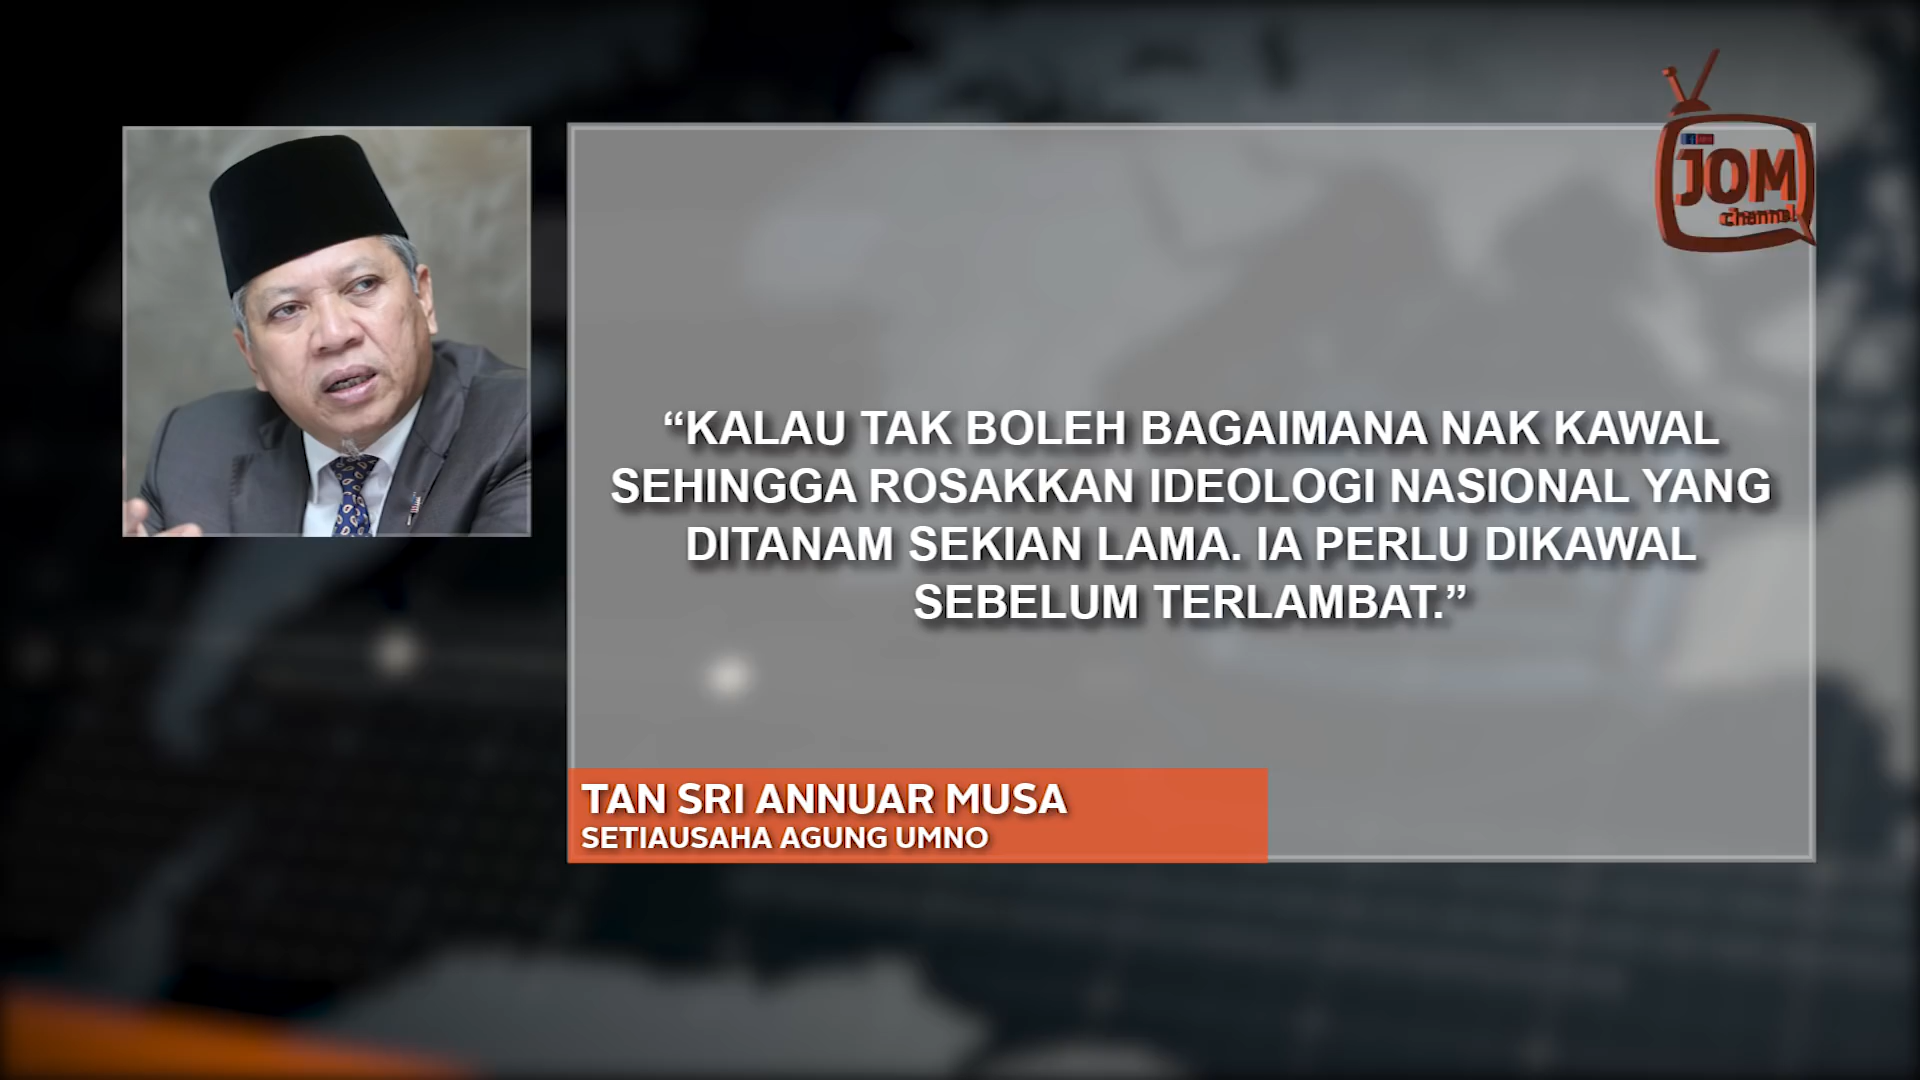 JOM
channel
“KALAU TAK BOLEH BAGAIMANA NAK KAWAL
SEHINGGA ROSAKKAN IDEOLOGI NASIONAL YANG
DITANAM SEKIAN LAMA. IA PERLU DIKAWAL
SEBELUM TERLAMBAT.”
TAN SRI ANNUAR MUSA
SETIAUSAHA AGUNG UMNO